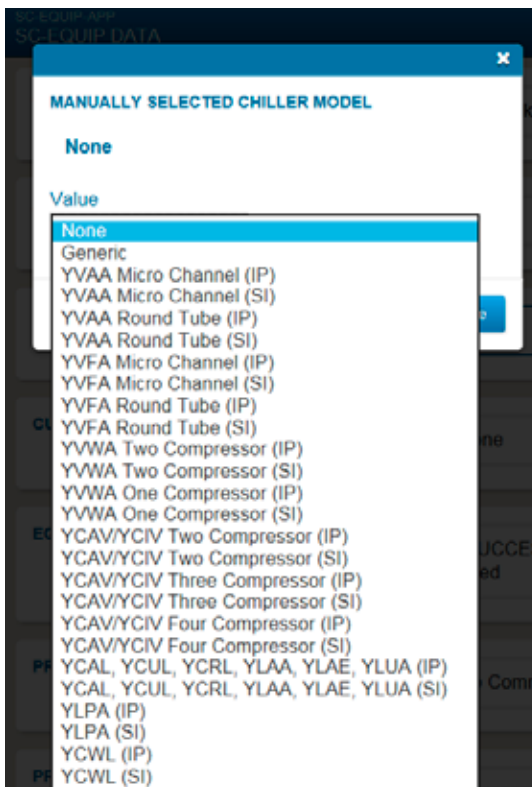 SC-EQUIP-APP
SC-EQUIP DATA
MANUALLY SELECTED CHILLER MODEL
None
Value
None
Generic
YVAA Micro Channel (IP)
YVAA Micro Channel (SI)
YVAA Round Tube (IP)
YVAA Round Tube (SI)
YVFA Micro Channel (IP)
YVFA Micro Channel (SI)
YVFA Round Tube (IP)
YVFA Round Tube (SI)
YVWA Two Compressor (IP)
YVWA Two Compressor (SI)
YVWA One Compressor (IP)
YVWA One Compressor (SI)
YCAV/YCIV Two Compressor (IP)
YCAV/YCIV Two Compressor (SI)
YCAV/YCIV Three Compressor (IP)
YCAV/YCIV Three Compressor (SI)
YCAV/YCIV Four Compressor (IP)
YCAV/YCIV Four Compressor (SI)
YCAL, YCUL, YCRL, YLAA, YLAE, YLUA (IP)
YCAL, YCUL, YCRL, YLAA, YLAE, YLUA (SI)
YLPA (IP)
YLPA (SI)
YCWL (IP)
YCWL (SI)